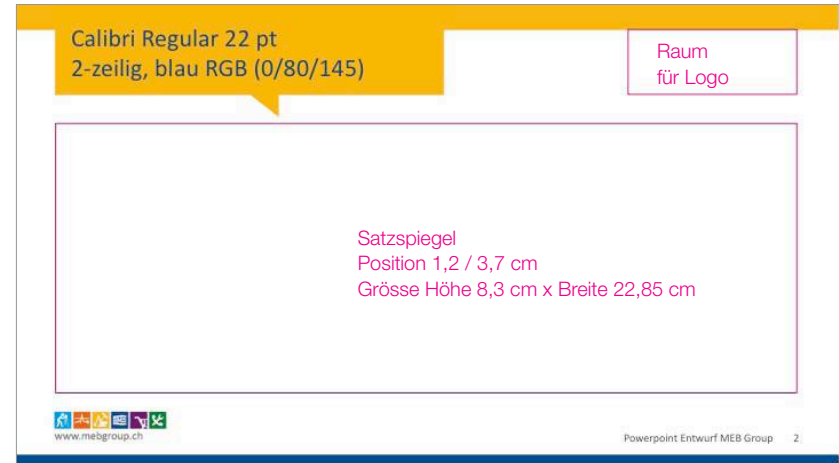 Calibri Regular 22 pt
2-zeilig, blau RGB (0/80/145)
Raum
für Logo
Satzspiegel
Position 1,2 / 3,7 cm
Grösse Höhe 8,3 cm x Breite 22,85 cm
www.mebgroup.ch
Powerpoint Entwurf MEB Group 2